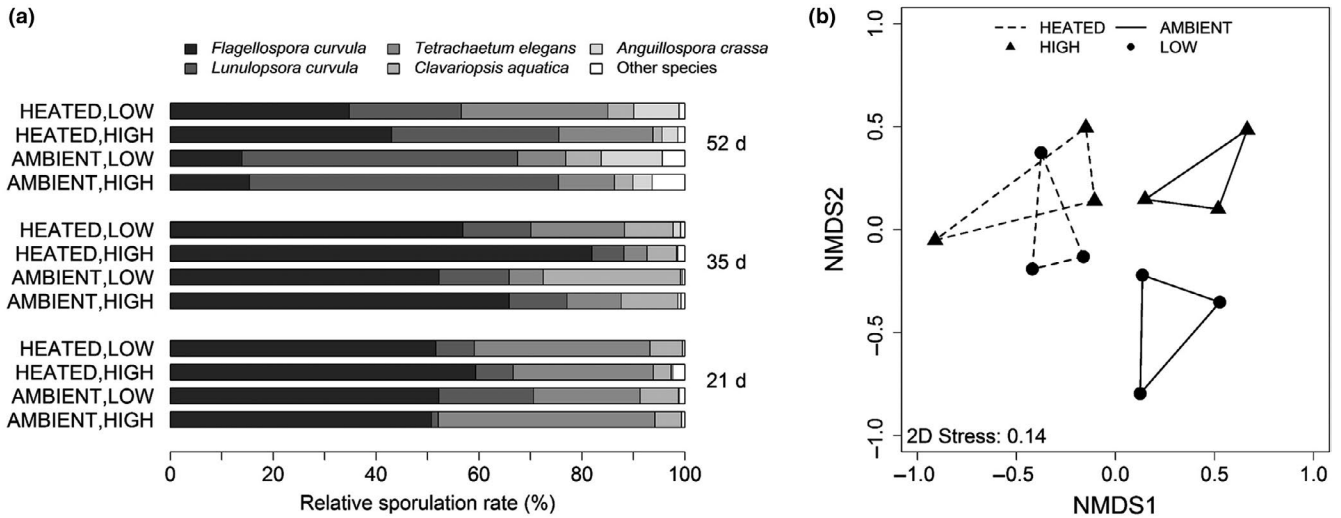 (a)
Flagellospora curvula Tetrachaetum elegans Anguillospora crassa
Lunulopsora curvula Clavariopsis aquatica Other species
HEATED,LOW
HEATED,HIGH
52 d
AMBIENT,LOW
AMBIENT,HIGH
HEATED,LOW
HEATED,HIGH
35 d
AMBIENT,LOW
AMBIENT,HIGH
HEATED,LOW
HEATED,HIGH
21 d
AMBIENT,LOW
AMBIENT,HIGH
0 20 40 60 80 100
Relative sporulation rate (%)
(b)
HEATED AMBIENT
HIGH LOW
1.0
0.5
0.0
−0.5
−1.0
NMDS2
2D Stress: 0.14
−1.0 −0.5 0.0 0.5 1.0
NMDS1